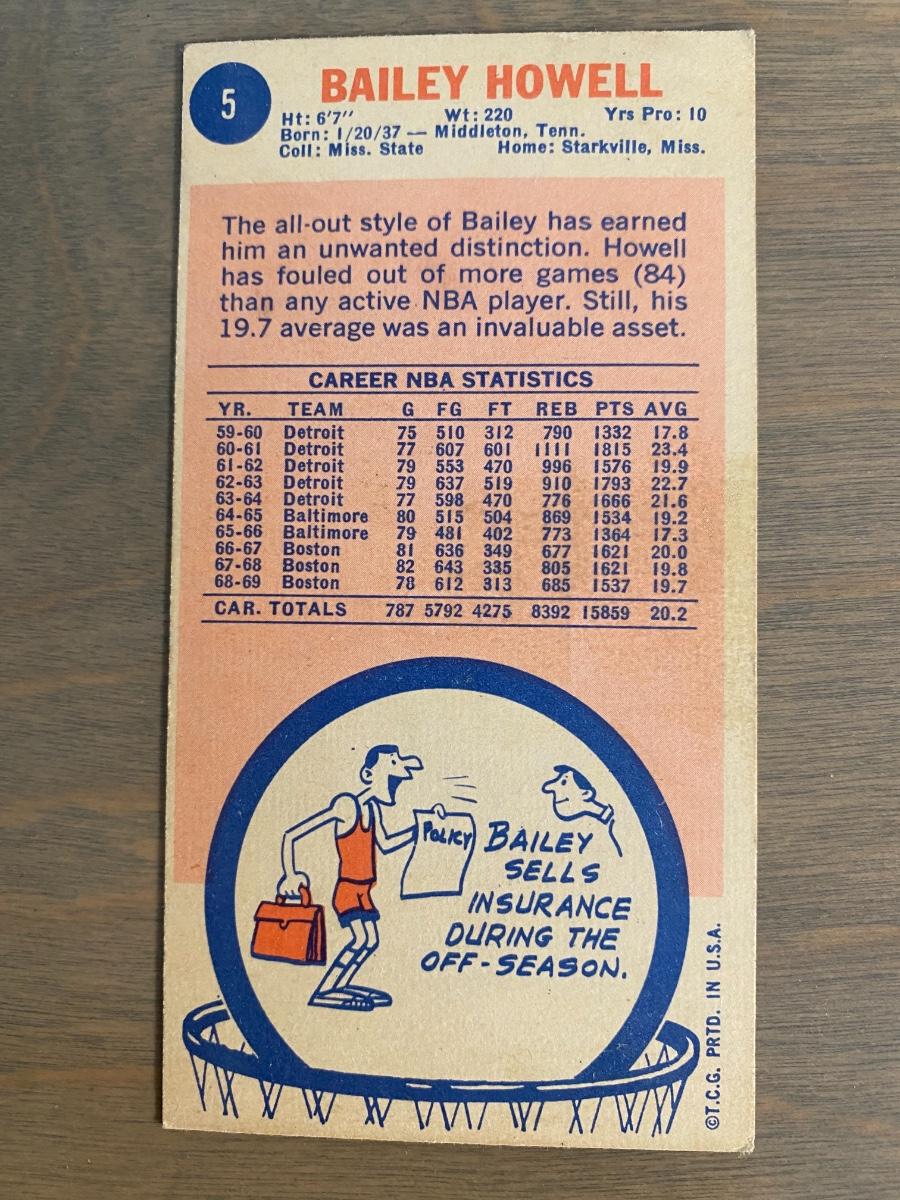 5
BAILEY HOWELL
Ht: 6'7" Wt: 220 Yrs Pro: 10
Born: 1/20/37 — Middleton, Tenn.
Coll: Miss. State Home: Starkville, Miss.
The all-out style of Bailey has earned
him an unwanted distinction. Howell
has fouled out of more games (84)
than any active NBA player. Still, his
19.7 average was an invaluable asset.
CAREER NBA STATISTICS
YR. TEAM G FG FT REB PTS AVG
59-60 Detroit 75 510 312 790 1332 17.8
60-61 Detroit 77 607 601 1111 1815 23.4
61-62 Detroit 79 553 470 996 1576 19.9
62-63 Detroit 79 637 519 910 1793 22.7
63-64 Detroit 77 598 470 776 1666 21.6
64-65 Baltimore 80 515 504 869 1534 19.2
65-66 Baltimore 79 481 402 773 1364 17.3
66-67 Boston 81 636 349 677 1621 20.0
67-68 Boston 82 643 335 805 1621 19.8
68-69 Boston 78 612 313 685 1537 19.7
CAR. TOTALS 787 5792 4275 8392 15859 20.2
POLICY
BAILEY
SELLS
INSURANCE
DURING THE
OFF-SEASON.
©T.C.G. PRTD. IN U.S.A.